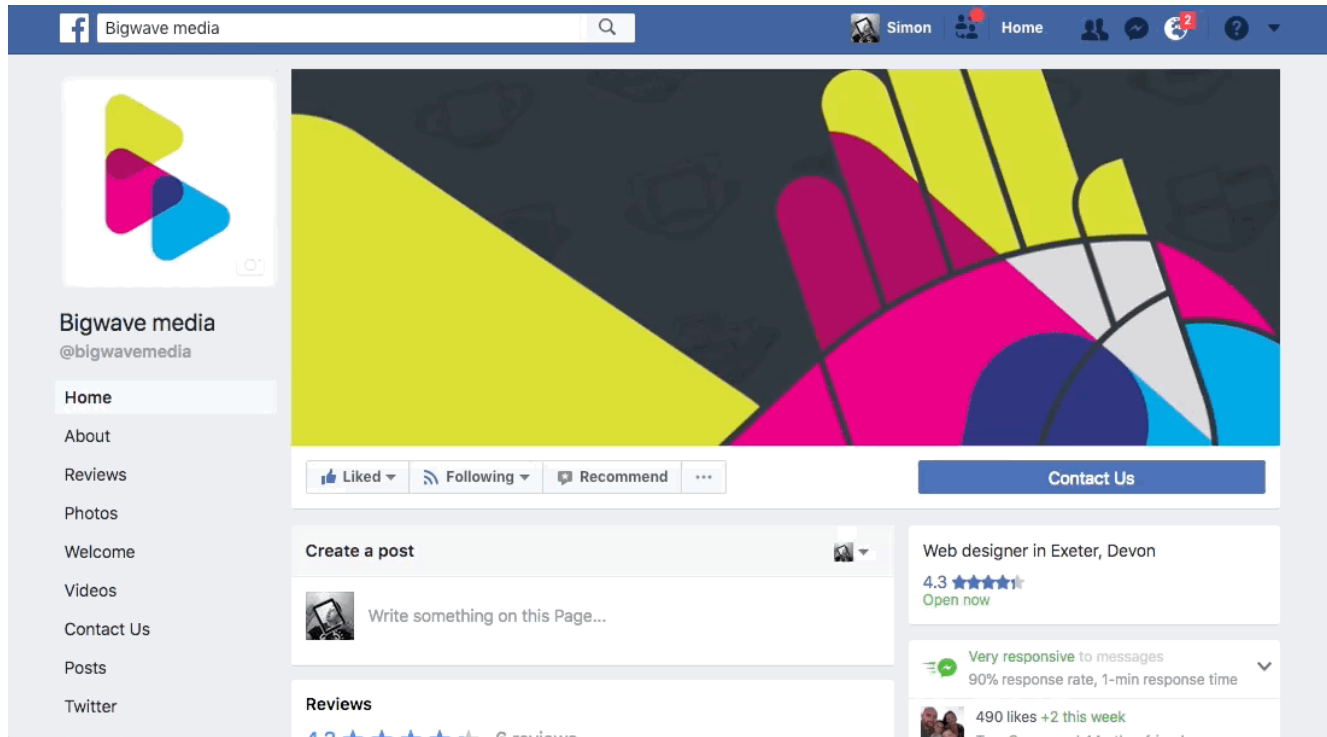 Bigwave media
Simon
Home
2
Bigwave media
@bigwavemedia
Home
About
Reviews
Photos
Welcome
Videos
Contact Us
Posts
Twitter
Liked
Following
Recommend
...
Contact Us
Create a post
Write something on this Page...
Reviews
6 reviews
Web designer in Exeter, Devon
4.3
Open now
Very responsive to messages
90% response rate, 1-min response time
490 likes +2 this week